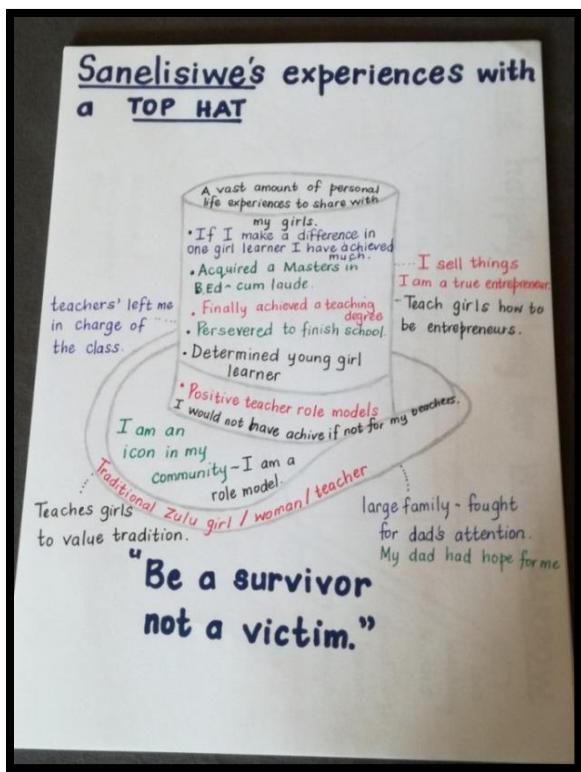 Sanelisiwe's experiences with
a TOP HAT
A vast amount of personal
life experiences to share with
my girls.
• If I make a difference in
one girl learner I have achieved
much.
• Acquired a Masters in
B.Ed - cum laude.
• Finally achieved a teaching
degree
• Persevered to finish school.
• Determined young girl
learner
• Positive teacher role models
I would not have achive if not for my teachers.
teachers' left me
in charge of
the class.
I sell things
I am a true entrepreneur.
- Teach girls how to
be entrepreneurs.
I am an
icon in my
community - I am a
role model.
Traditional Zulu girl / woman / teacher
Teaches girls
to value tradition.
large family - fought
for dad's attention.
My dad had hope for me
"Be a survivor
not a victim."